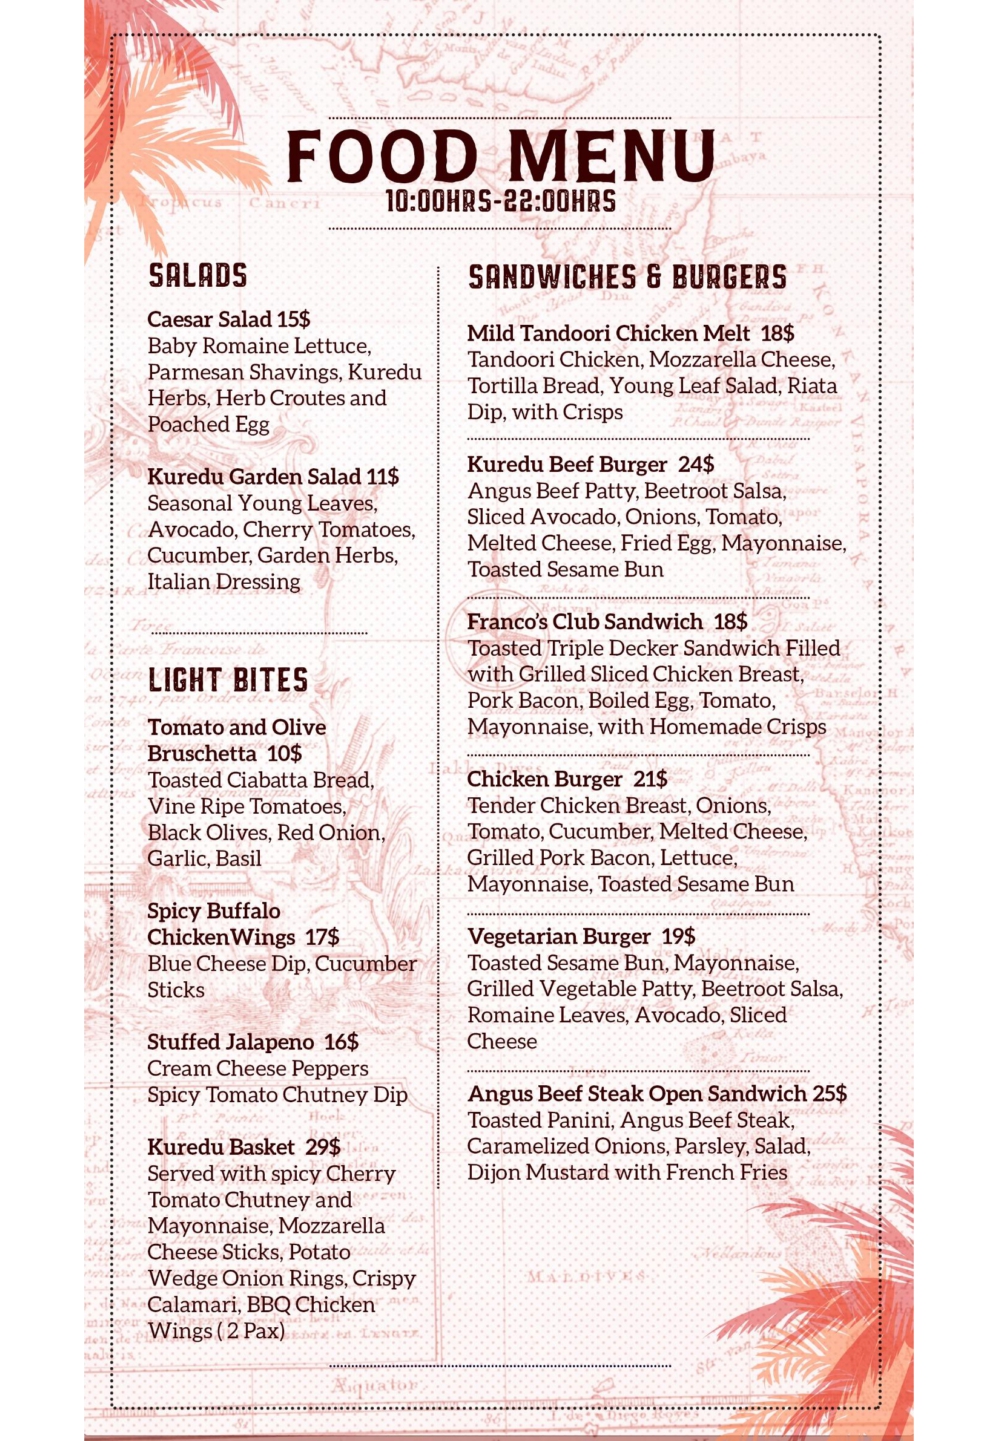 FOOD MENU
10:00HRS-22:00HRS
SALADS
Caesar Salad 15$
Baby Romaine Lettuce,
Parmesan Shavings, Kuredu
Herbs, Herb Croutes and
Poached Egg
Kuredu Garden Salad 11$
Seasonal Young Leaves,
Avocado, Cherry Tomatoes,
Cucumber, Garden Herbs,
Italian Dressing
LIGHT BITES
Tomato and Olive
Bruschetta 10$
Toasted Ciabatta Bread,
Vine Ripe Tomatoes,
Black Olives, Red Onion,
Garlic, Basil
Spicy Buffalo
ChickenWings 17$
Blue Cheese Dip, Cucumber
Sticks
Stuffed Jalapeno 16$
Cream Cheese Peppers
Spicy Tomato Chutney Dip
Kuredu Basket 29$
Served with spicy Cherry
Tomato Chutney and
Mayonnaise, Mozzarella
Cheese Sticks, Potato
Wedge Onion Rings, Crispy
Calamari, BBQ Chicken
Wings ( 2 Pax)
SANDWICHES & BURGERS
Mild Tandoori Chicken Melt 18$
Tandoori Chicken, Mozzarella Cheese,
Tortilla Bread, Young Leaf Salad, Riata
Dip, with Crisps
Kuredu Beef Burger 24$
Angus Beef Patty, Beetroot Salsa,
Sliced Avocado, Onions, Tomato,
Melted Cheese, Fried Egg, Mayonnaise,
Toasted Sesame Bun
Franco's Club Sandwich 18$
Toasted Triple Decker Sandwich Filled
with Grilled Sliced Chicken Breast,
Pork Bacon, Boiled Egg, Tomato,
Mayonnaise, with Homemade Crisps
Chicken Burger 21$
Tender Chicken Breast, Onions,
Tomato, Cucumber, Melted Cheese,
Grilled Pork Bacon, Lettuce,
Mayonnaise, Toasted Sesame Bun
Vegetarian Burger 19$
Toasted Sesame Bun, Mayonnaise,
Grilled Vegetable Patty, Beetroot Salsa,
Romaine Leaves, Avocado, Sliced
Cheese
Angus Beef Steak Open Sandwich 25$
Toasted Panini, Angus Beef Steak,
Caramelized Onions, Parsley, Salad,
Dijon Mustard with French Fries
Tropicus Cancri
MALDIVES
Æquator